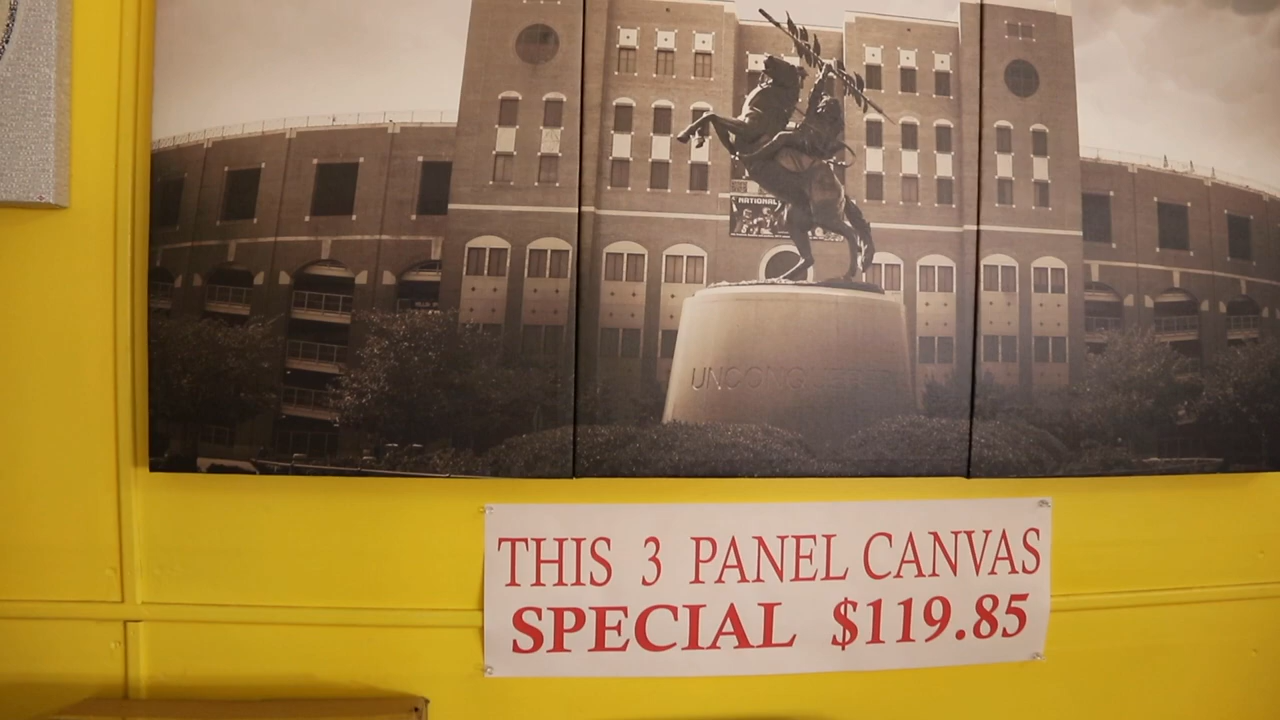 NATIONAL
UNCONQUERED
THIS 3 PANEL CANVAS
SPECIAL $119.85